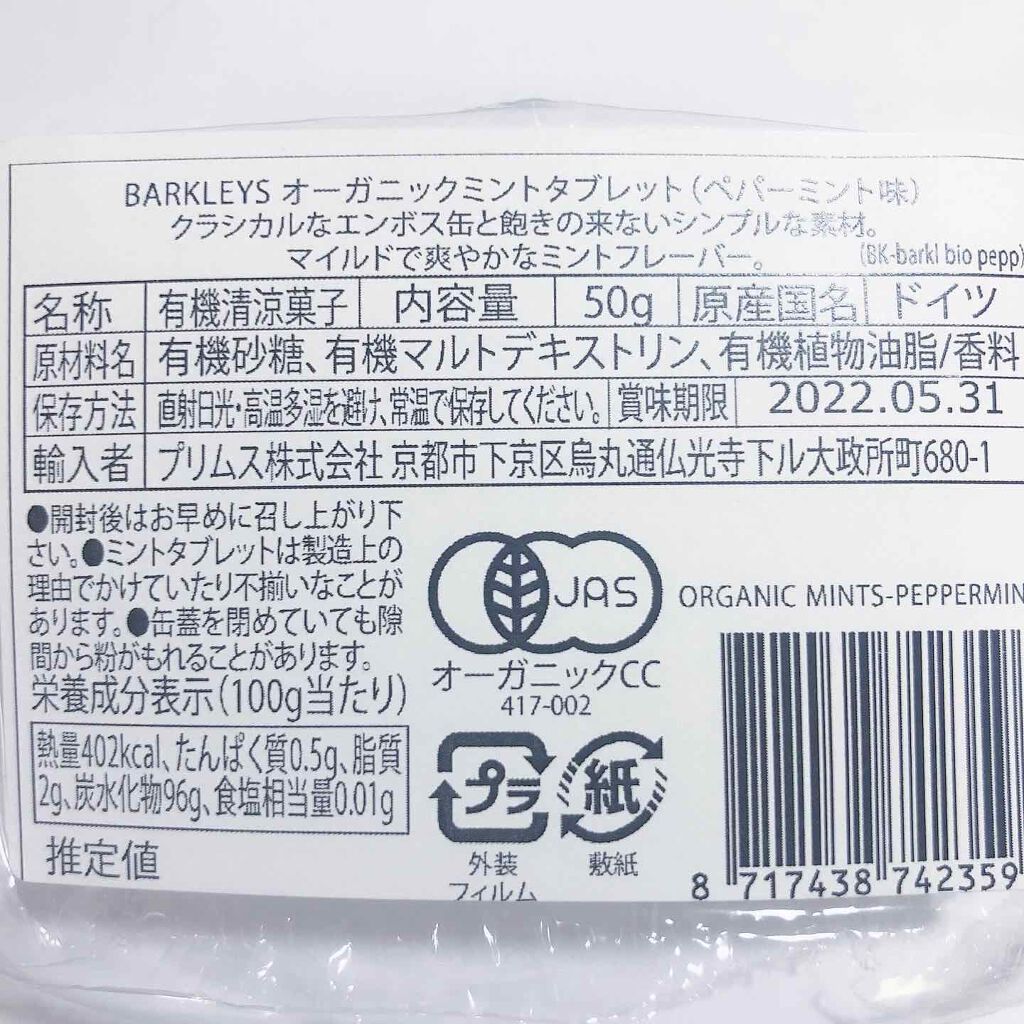 BARKLEYS オーガニックミントタブレット(ペパーミント味)
クラシカルなエンボス缶と飽きの来ないシンプルな素材。
マイルドで爽やかなミントフレーバー。 (BK-barkl bio pepp)
名称 有機清涼菓子 内容量 50g 原産国名 ドイツ
原材料名 有機砂糖、有機マルトデキストリン、有機植物油脂/香料
保存方法 直射日光・高温多湿を避け、常温で保存してください。 賞味期限 2022.05.31
輸入者 プリムス株式会社 京都市下京区烏丸通仏光寺下ル大政所町680-1
●開封後はお早めに召し上がり下
さい。●ミントタブレットは製造上の
理由でかけていたり不揃いなことが
あります。●缶蓋を閉めていても隙
間から粉がもれることがあります。
栄養成分表示(100g当たり)
熱量402kcal、たんぱく質0.5g、脂質
2g、炭水化物96g、食塩相当量0.01g
推定値
JAS
オーガニックCC
417-002
プラ
外装
フィルム
紙
敷紙
ORGANIC MINTS-PEPPERMIN
8 717438 742359